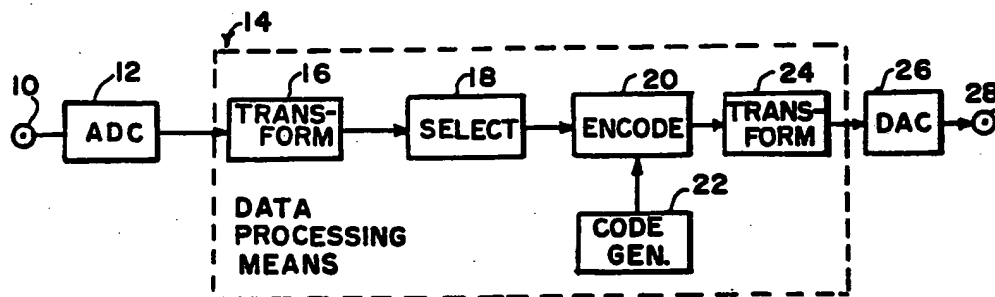 14
10
12
16
18
20
24
26
28
ADC
TRANS-
FORM
SELECT
ENCODE
TRANS-
FORM
DAC
22
DATA
PROCESSING
MEANS
CODE
GEN.